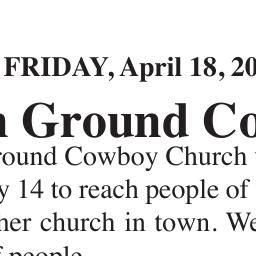 FRIDAY, April 18, 20
Ground Co
round Cowboy Church
y 14 to reach people of
her church in town. We
f people